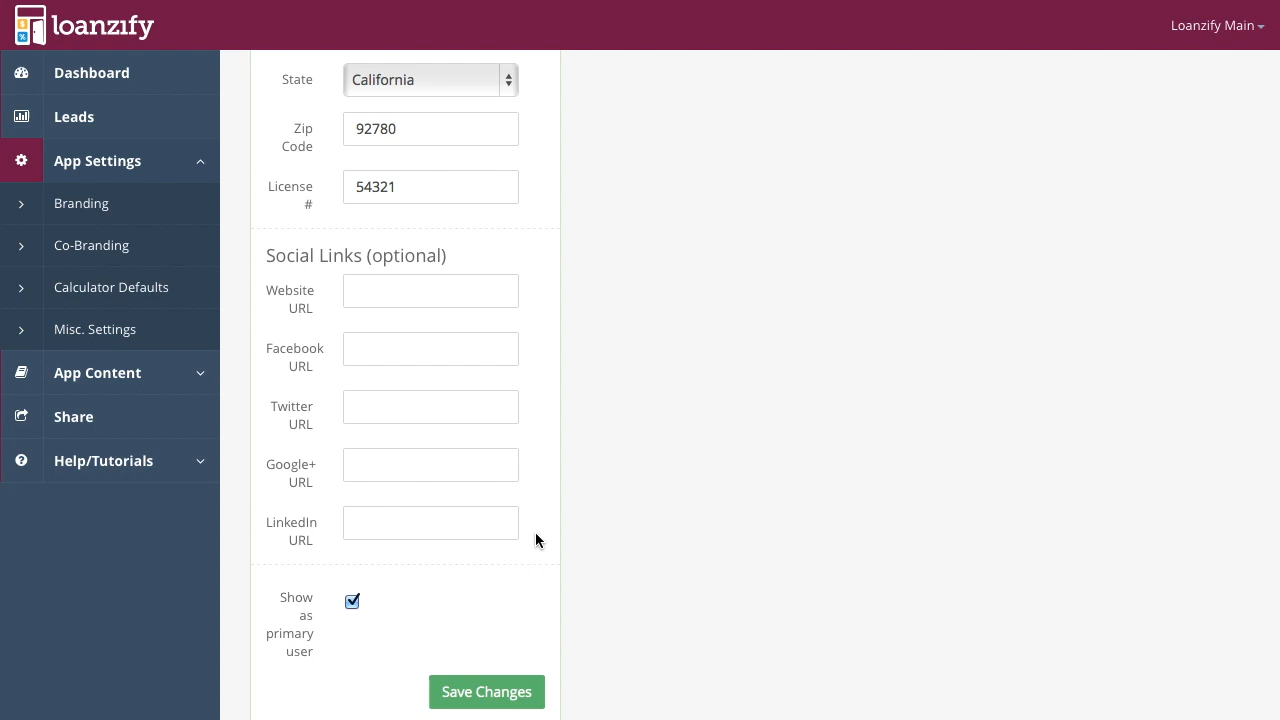 loanzify
Loanzify Main
Dashboard
Leads
App Settings
Branding
Co-Branding
Calculator Defaults
Misc. Settings
App Content
Share
Help/Tutorials
State
California
Zip
Code
92780
License
#
54321
Social Links (optional)
Website
URL
Facebook
URL
Twitter
URL
Google+
URL
LinkedIn
URL
Show
as
primary
user
Save Changes